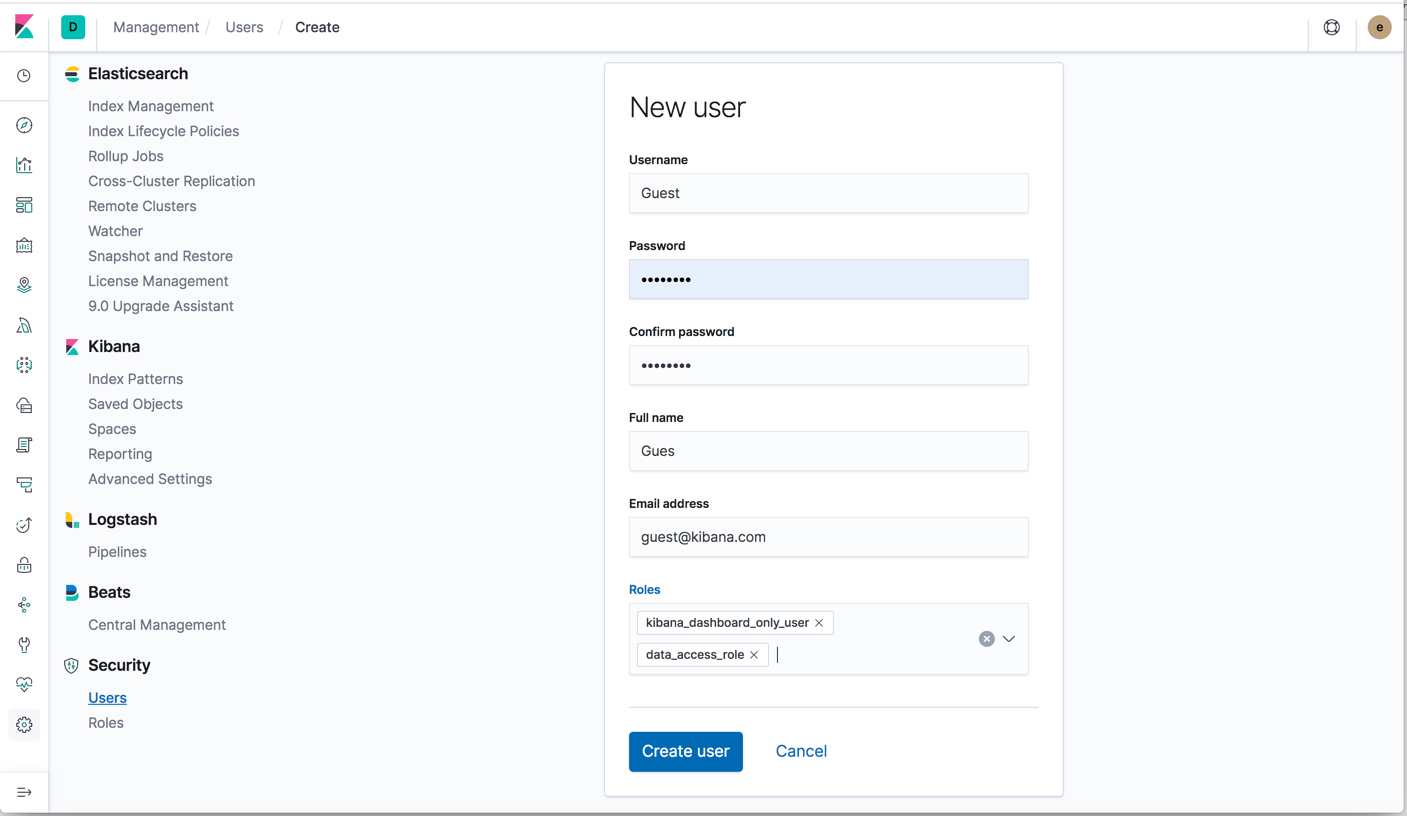 D Management / Users / Create e
Elasticsearch
Index Management
Index Lifecycle Policies
Rollup Jobs
Cross-Cluster Replication
Remote Clusters
Watcher
Snapshot and Restore
License Management
9.0 Upgrade Assistant
Kibana
Index Patterns
Saved Objects
Spaces
Reporting
Advanced Settings
Logstash
Pipelines
Beats
Central Management
Security
Users
Roles
New user
Username
Guest
Password
••••••••
Confirm password
••••••••
Full name
Gues
Email address
guest@kibana.com
Roles
kibana_dashboard_only_user
data_access_role
Create user Cancel